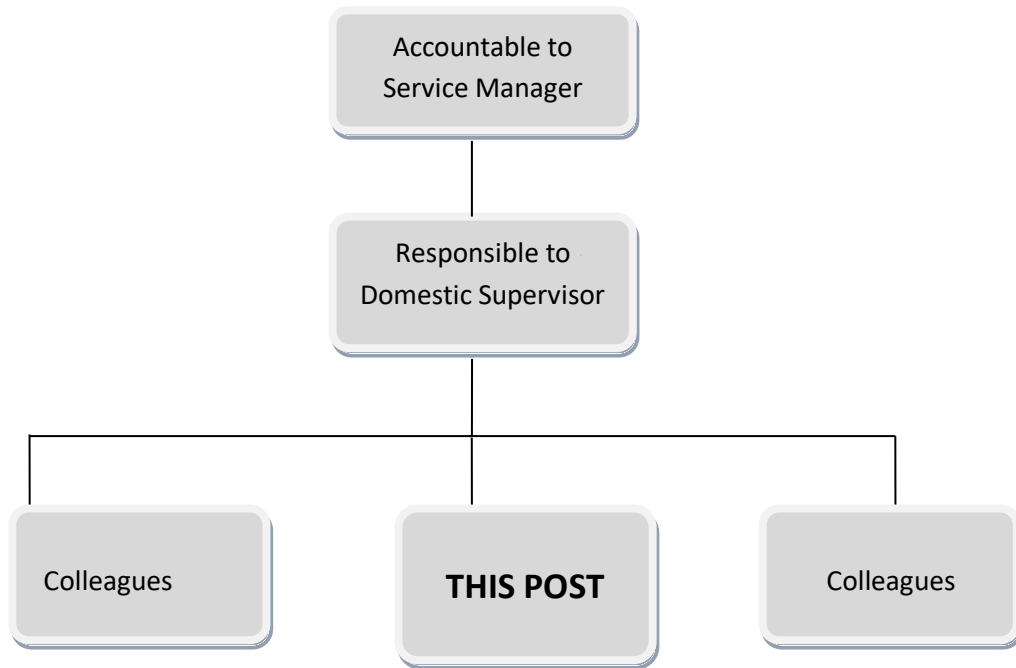 Accountable to
Service Manager
Responsible to
Domestic Supervisor
Colleagues
THIS POST
Colleagues